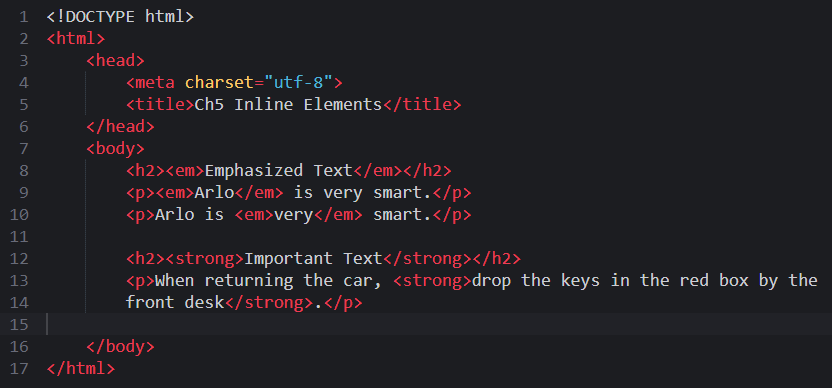 1 <!DOCTYPE html>
2 <html>
3     <head>
4         <meta charset="utf-8">
5         <title>Ch5 Inline Elements</title>
6     </head>
7     <body>
8         <h2><em>Emphasized Text</em></h2>
9         <p><em>Arlo</em> is very smart.</p>
10         <p>Arlo is <em>very</em> smart.</p>
11
12         <h2><strong>Important Text</strong></h2>
13         <p>When returning the car, <strong>drop the keys in the red box by the
14         front desk</strong>.</p>
15
16     </body>
17 </html>